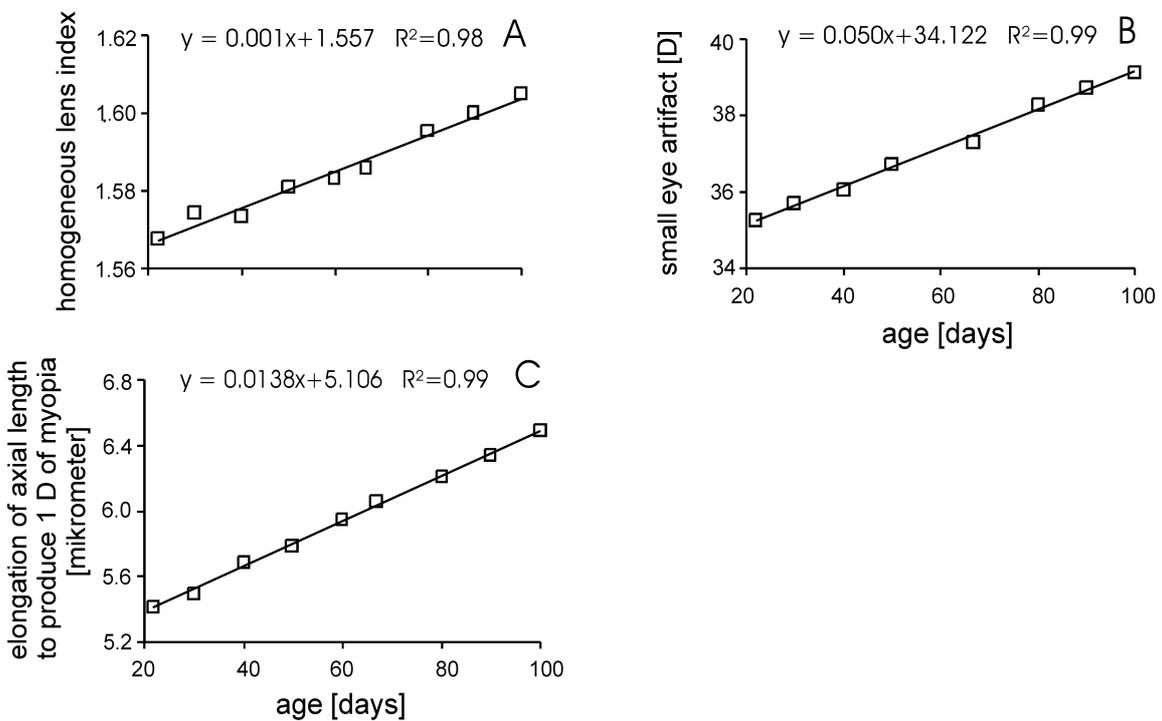 y = 0.001x+1.557 R²=0.98 A
homogeneous lens index
1.62
1.60
1.58
1.56
y = 0.050x+34.122 R²=0.99 B
small eye artifact [D]
40
38
36
34
20 40 60 80 100
age [days]
y = 0.0138x+5.106 R²=0.99 C
elongation of axial length
to produce 1 D of myopia
[mikrometer]
6.8
6.4
6.0
5.6
5.2
20 40 60 80 100
age [days]